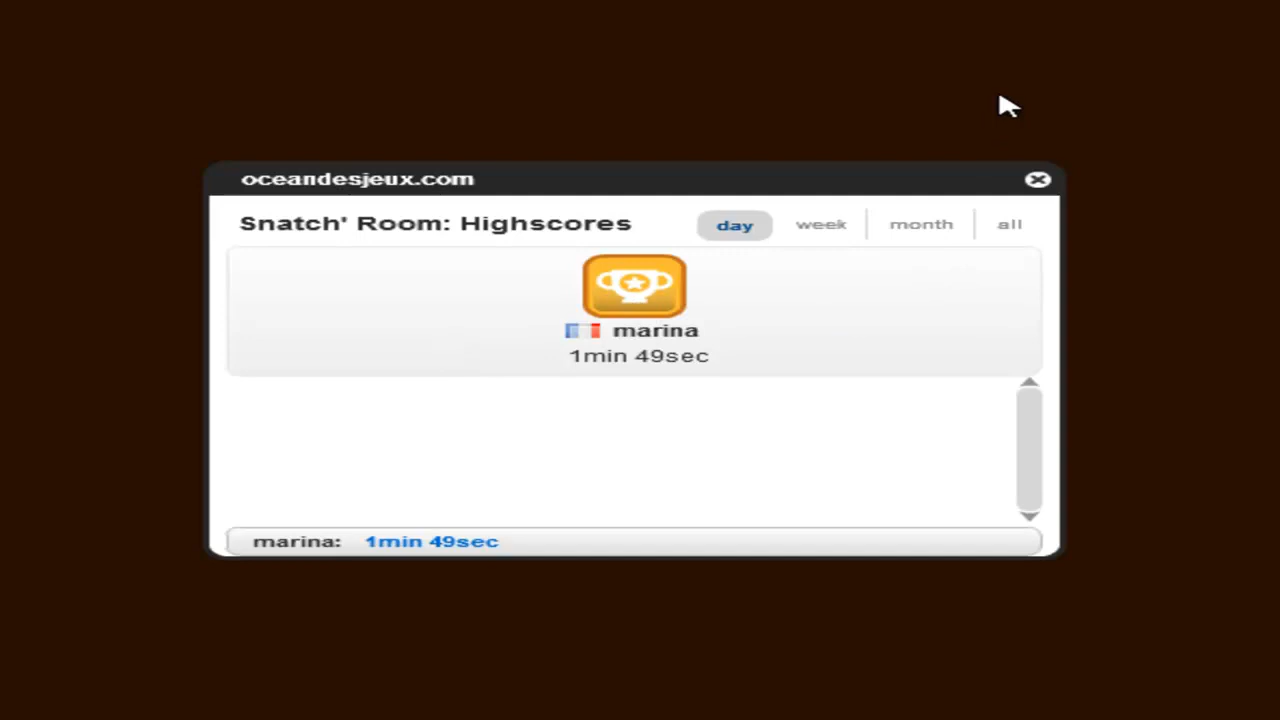 oceandesjeux.com
Snatch' Room: Highscores day week month all
marina
1min 49sec
marina: 1min 49sec